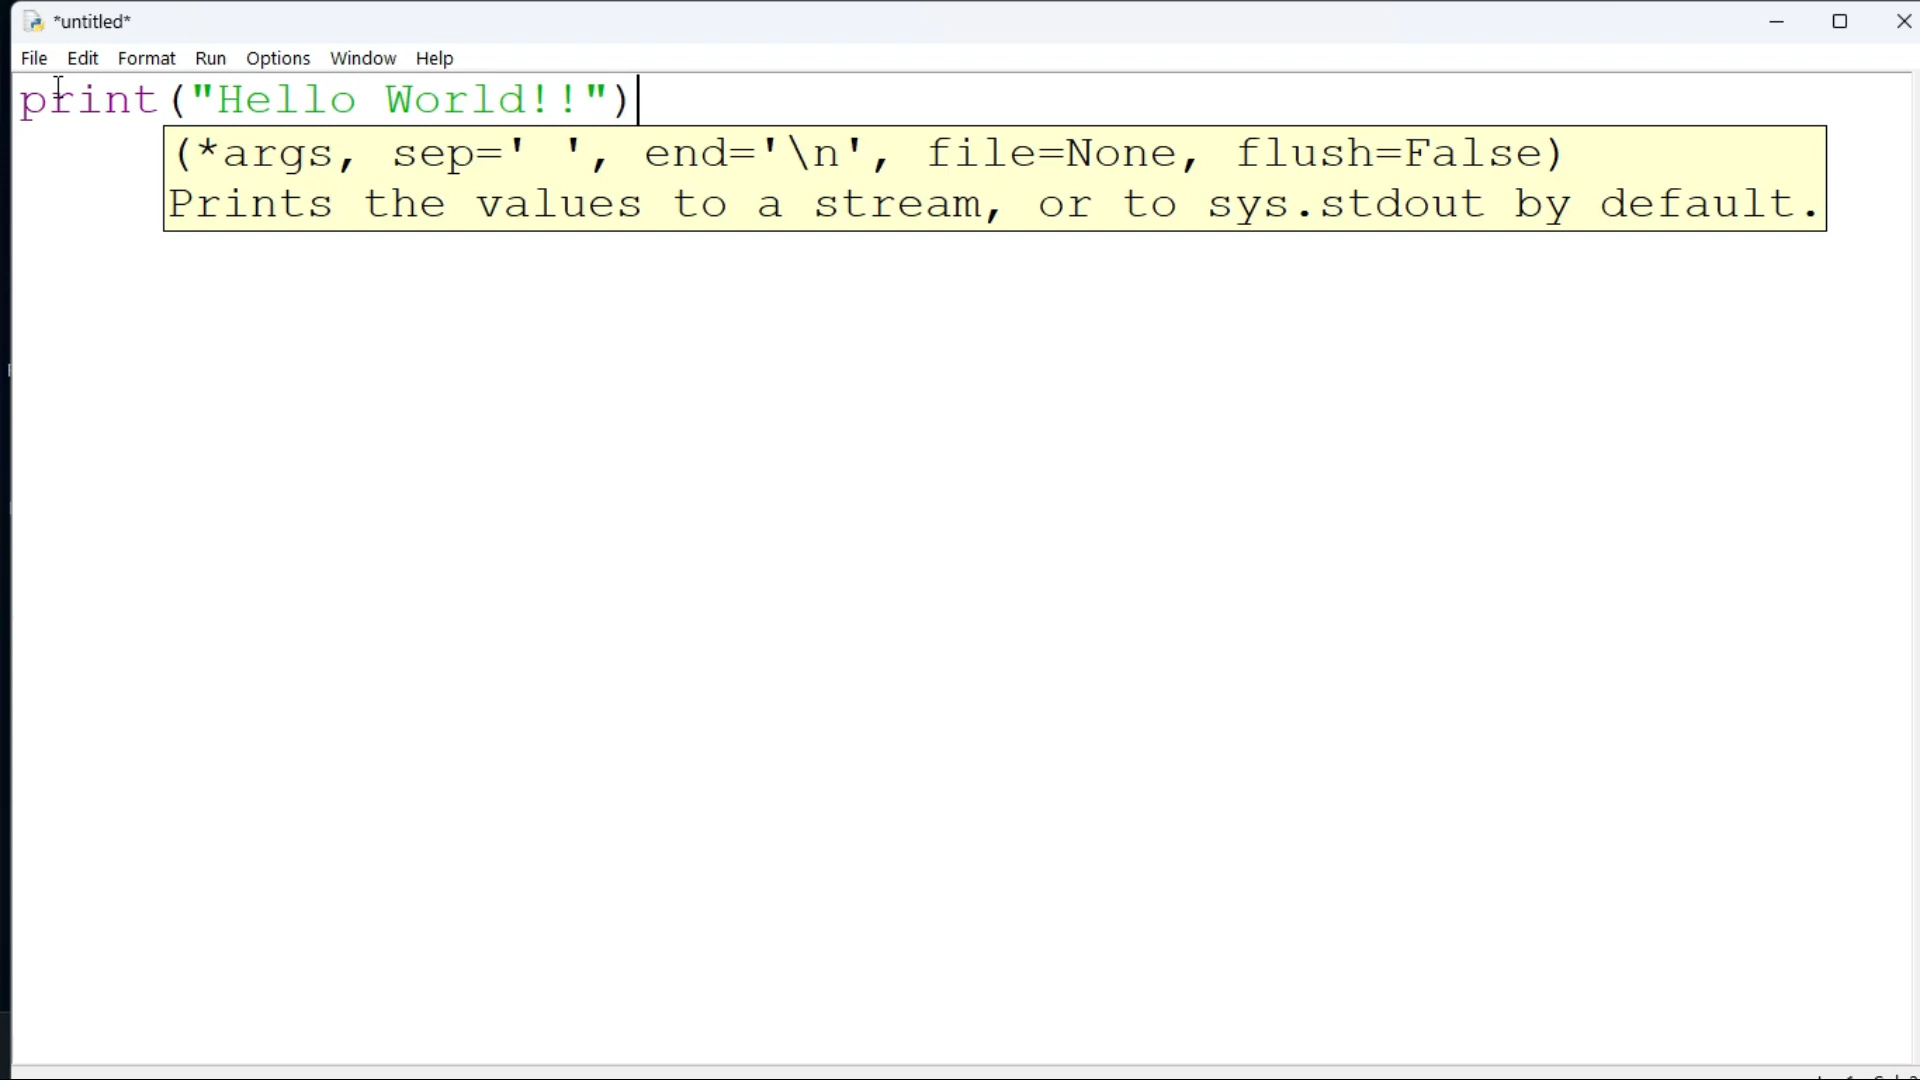 *untitled*
File Edit Format Run Options Window Help
print("Hello World!!")
(*args, sep=' ', end='\n', file=None, flush=False)
Prints the values to a stream, or to sys.stdout by default.